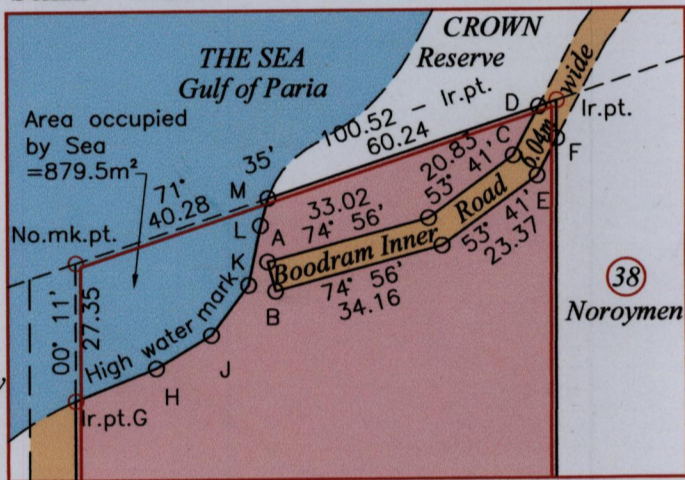 CROWN
Reserve
THE SEA
Gulf of Paria
wide
Area occupied
by Sea
=879.5m²
100.52 - Ir.pt.
60.24
D
Ir.pt.
35'
71°
40.28
M
20.83
C
53° 41'
6.04m
F
No.mk.pt.
33.02
L
A
74° 56'
Road
E
53° 41'
23.37
K
Boodram Inner
38
Noroymen
00° 11'
27.35
High water mark
B
74° 56'
34.16
J
H
Ir.pt.G